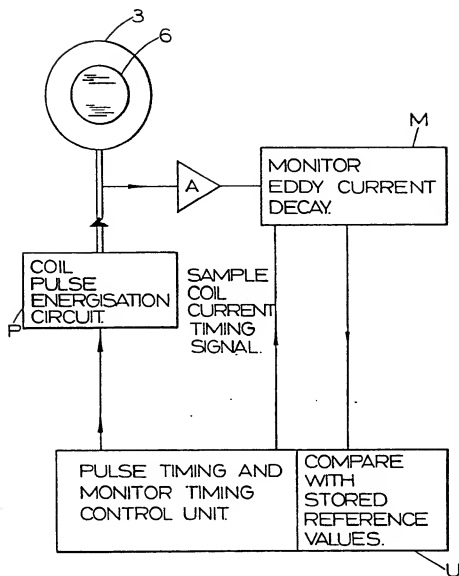 3
6
A
M
MONITOR
EDDY CURRENT
DECAY.
COIL
PULSE
ENERGISATION
CIRCUIT.
P
SAMPLE
COIL
CURRENT
TIMING
SIGNAL.
PULSE TIMING AND
MONITOR TIMING
CONTROL UNIT.
COMPARE
WITH
STORED
REFERENCE
VALUES.
U